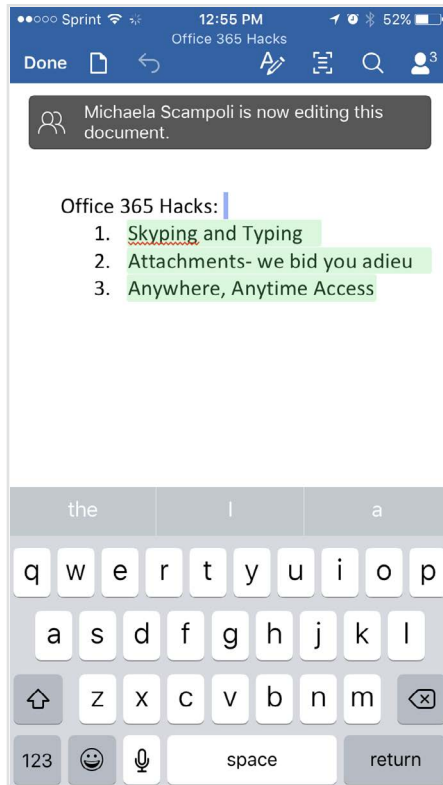 Sprint 12:55 PM 52%
Office 365 Hacks
Done 3
Michaela Scampoli is now editing this
document.
Office 365 Hacks:
1. Skyping and Typing
2. Attachments- we bid you adieu
3. Anywhere, Anytime Access
the I a
q w e r t y u i o p
a s d f g h j k l
z x c v b n m
123 space return